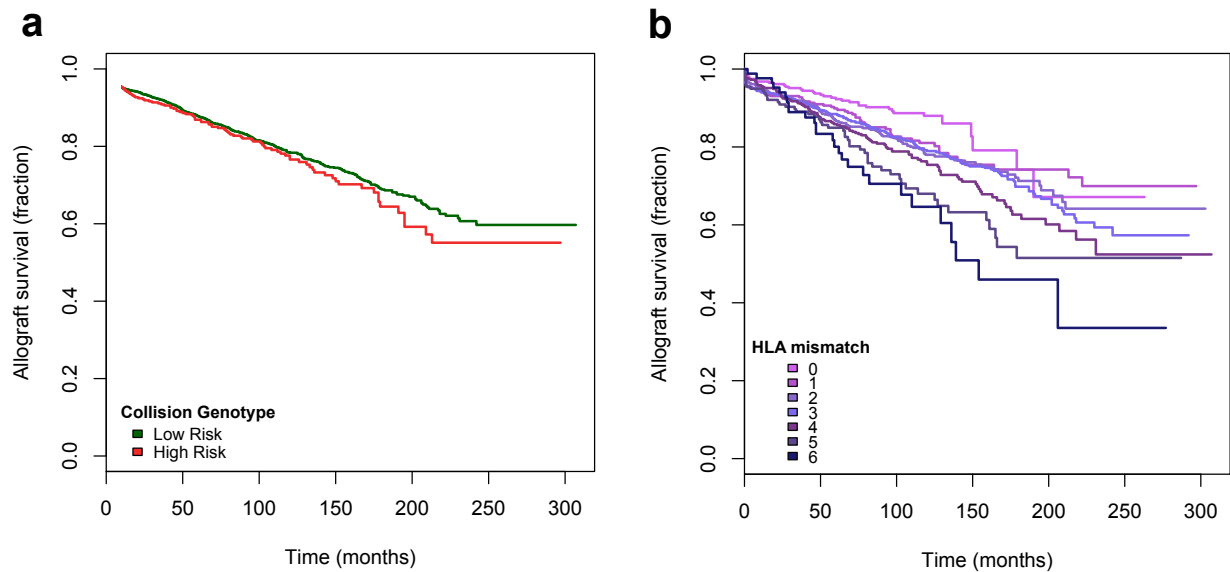 a
Allograft survival (fraction)
1.0
0.8
0.6
0.4
0.2
0.0
Collision Genotype
Low Risk
High Risk
0 50 100 150 200 250 300
Time (months)
b
Allograft survival (fraction)
1.0
0.8
0.6
0.4
0.2
0.0
HLA mismatch
0
1
2
3
4
5
6
0 50 100 150 200 250 300
Time (months)